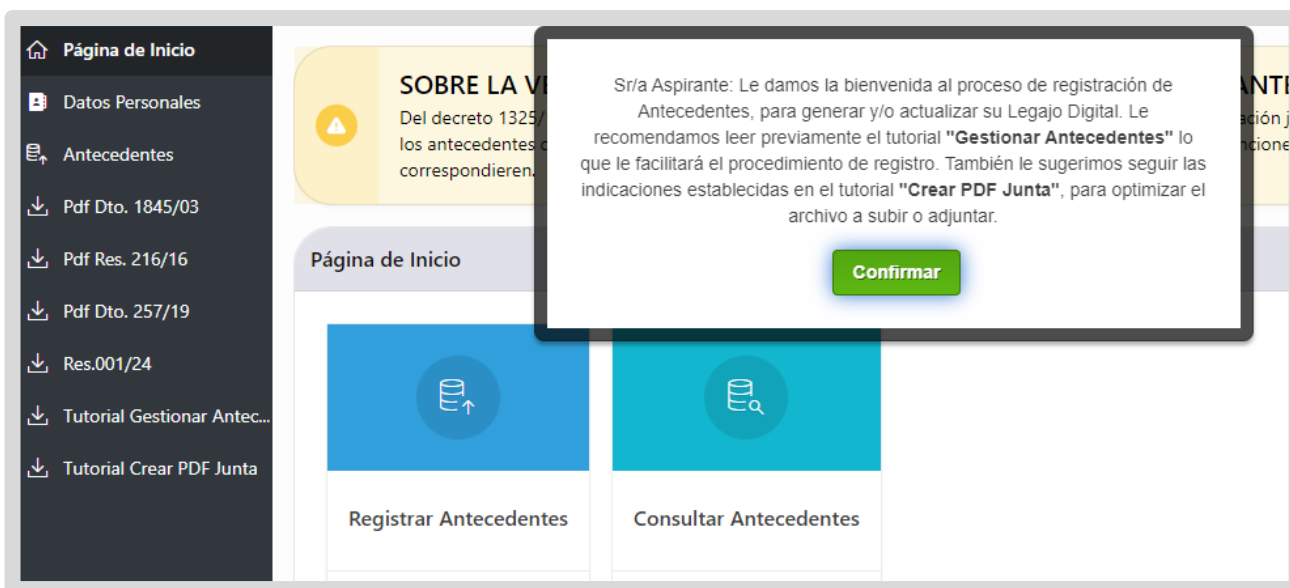 Página de Inicio
Datos Personales
Antecedentes
Pdf Dto. 1845/03
Pdf Res. 216/16
Pdf Dto. 257/19
Res.001/24
Tutorial Gestionar Antec...
Tutorial Crear PDF Junta
SOBRE LA
Del decreto 1325/
los antecedentes
correspondieren.
Sr/a Aspirante: Le damos la bienvenida al proceso de registración de
Antecedentes, para generar y/o actualizar su Legajo Digital. Le
recomendamos leer previamente el tutorial "Gestionar Antecedentes" lo
que le facilitará el procedimiento de registro. También le sugerimos seguir las
indicaciones establecidas en el tutorial "Crear PDF Junta", para optimizar el
archivo a subir o adjuntar.
Confirmar
Página de Inicio
Registrar Antecedentes
Consultar Antecedentes